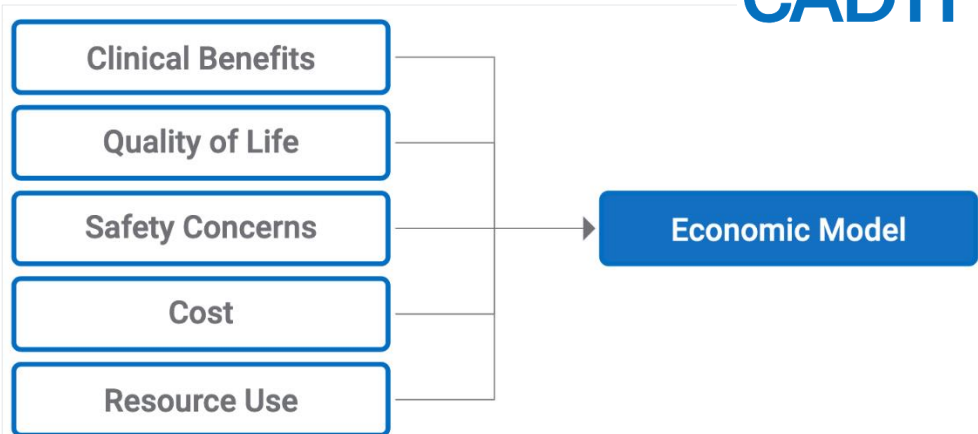 CADTH
Clinical Benefits
Quality of Life
Safety Concerns
Economic Model
Cost
Resource Use